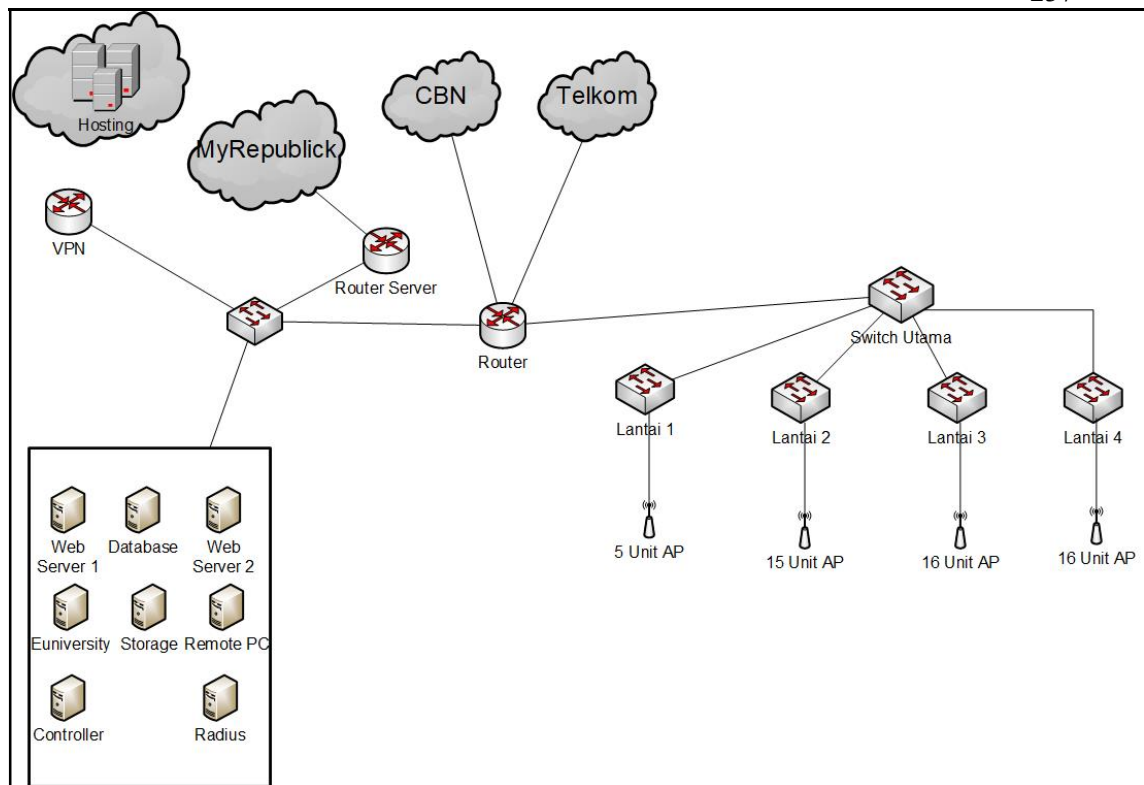 Hosting
CBN
Telkom
MyRepublick
VPN
Router Server
Router
Switch Utama
Lantai 1
Lantai 2
Lantai 3
Lantai 4
5 Unit AP
15 Unit AP
16 Unit AP
16 Unit AP
Web
Server 1
Database
Web
Server 2
Euniversity
Storage
Remote PC
Controller
Radius